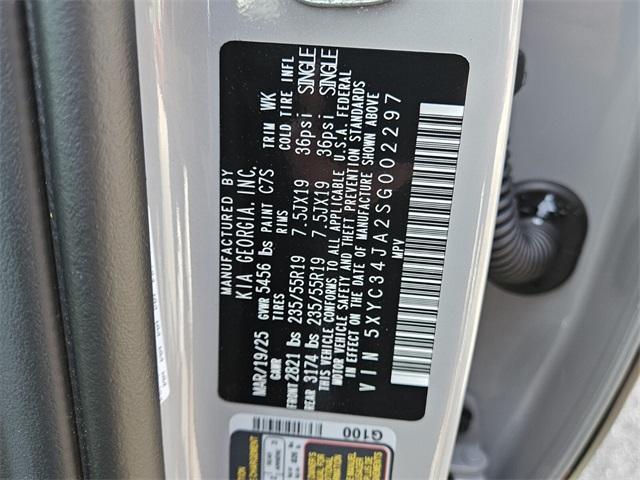 MANUFACTURED BY
KIA GEORGIA, INC.
MAR/19/25 GVWR 5456 lbs PAINT C7S TRIM WK
GAWR TIRES RIMS COLD TIRE INFL
FRONT 2821 lbs 235/55R19 7.5JX19 36psi SINGLE
REAR 3174 lbs 235/55R19 7.5JX19 36psi SINGLE
THIS VEHICLE CONFORMS TO ALL APPLICABLE U.S.A. FEDERAL
MOTOR VEHICLE SAFETY AND THEFT PREVENTION STANDARDS
IN EFFECT ON THE DATE OF MANUFACTURE SHOWN ABOVE
VIN 5XYC34JA2SG002297
MPV
G100